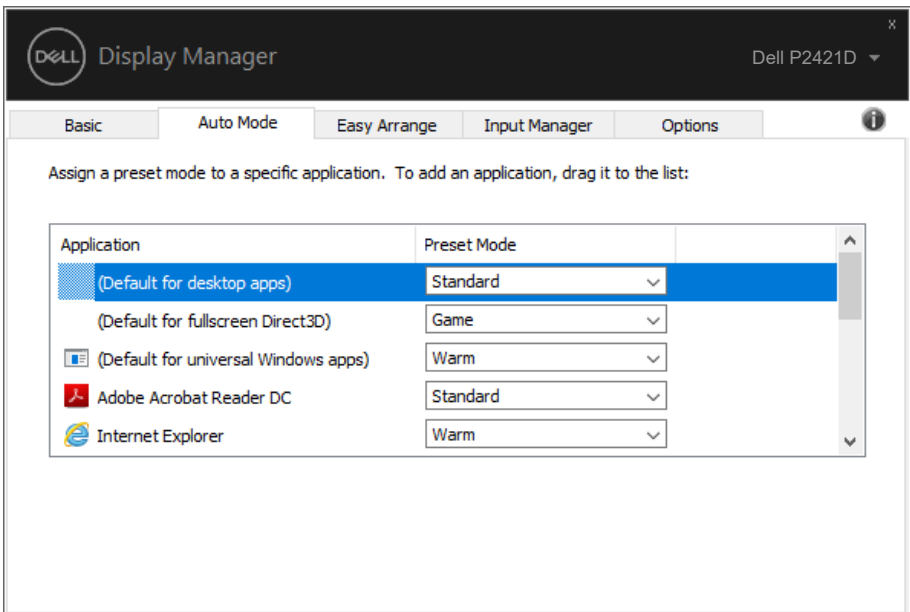 x
DELL Display Manager Dell P2421D
Basic Auto Mode Easy Arrange Input Manager Options i
Assign a preset mode to a specific application. To add an application, drag it to the list:
Application Preset Mode
(Default for desktop apps) Standard
(Default for fullscreen Direct3D) Game
(Default for universal Windows apps) Warm
Adobe Acrobat Reader DC Standard
Internet Explorer Warm